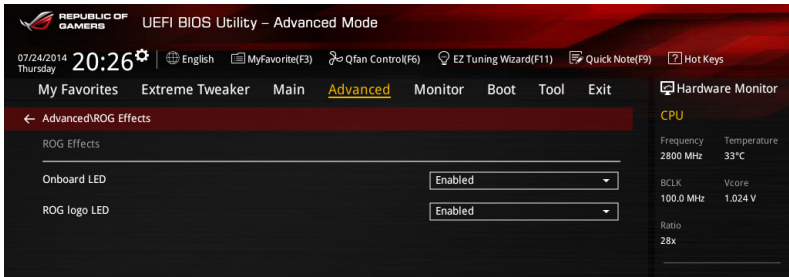 REPUBLIC OF
GAMERS
UEFI BIOS Utility – Advanced Mode
07/24/2014
Thursday
20:26
English
MyFavorite(F3)
Qfan Control(F6)
EZ Tuning Wizard(F11)
Quick Note(F9)
? Hot Keys
My Favorites Extreme Tweaker Main Advanced Monitor Boot Tool Exit
Hardware Monitor
← Advanced\ROG Effects
ROG Effects
Onboard LED Enabled
ROG logo LED Enabled
CPU
Frequency Temperature
2800 MHz 33°C
BCLK Vcore
100.0 MHz 1.024 V
Ratio
28x